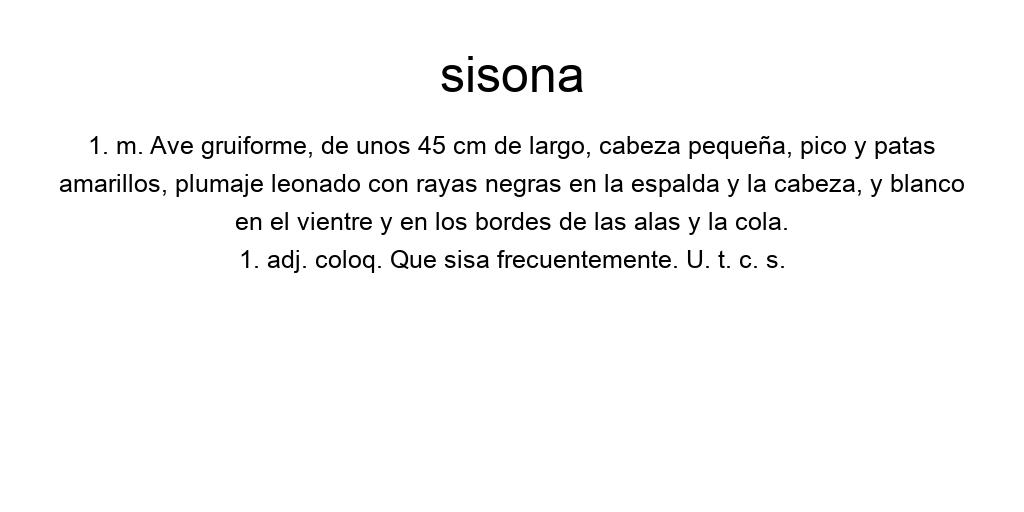 sisona
1. m. Ave gruiforme, de unos 45 cm de largo, cabeza pequeña, pico y patas
amarillos, plumaje leonado con rayas negras en la espalda y la cabeza, y blanco
en el vientre y en los bordes de las alas y la cola.
1. adj. coloq. Que sisa frecuentemente. U. t. c. s.